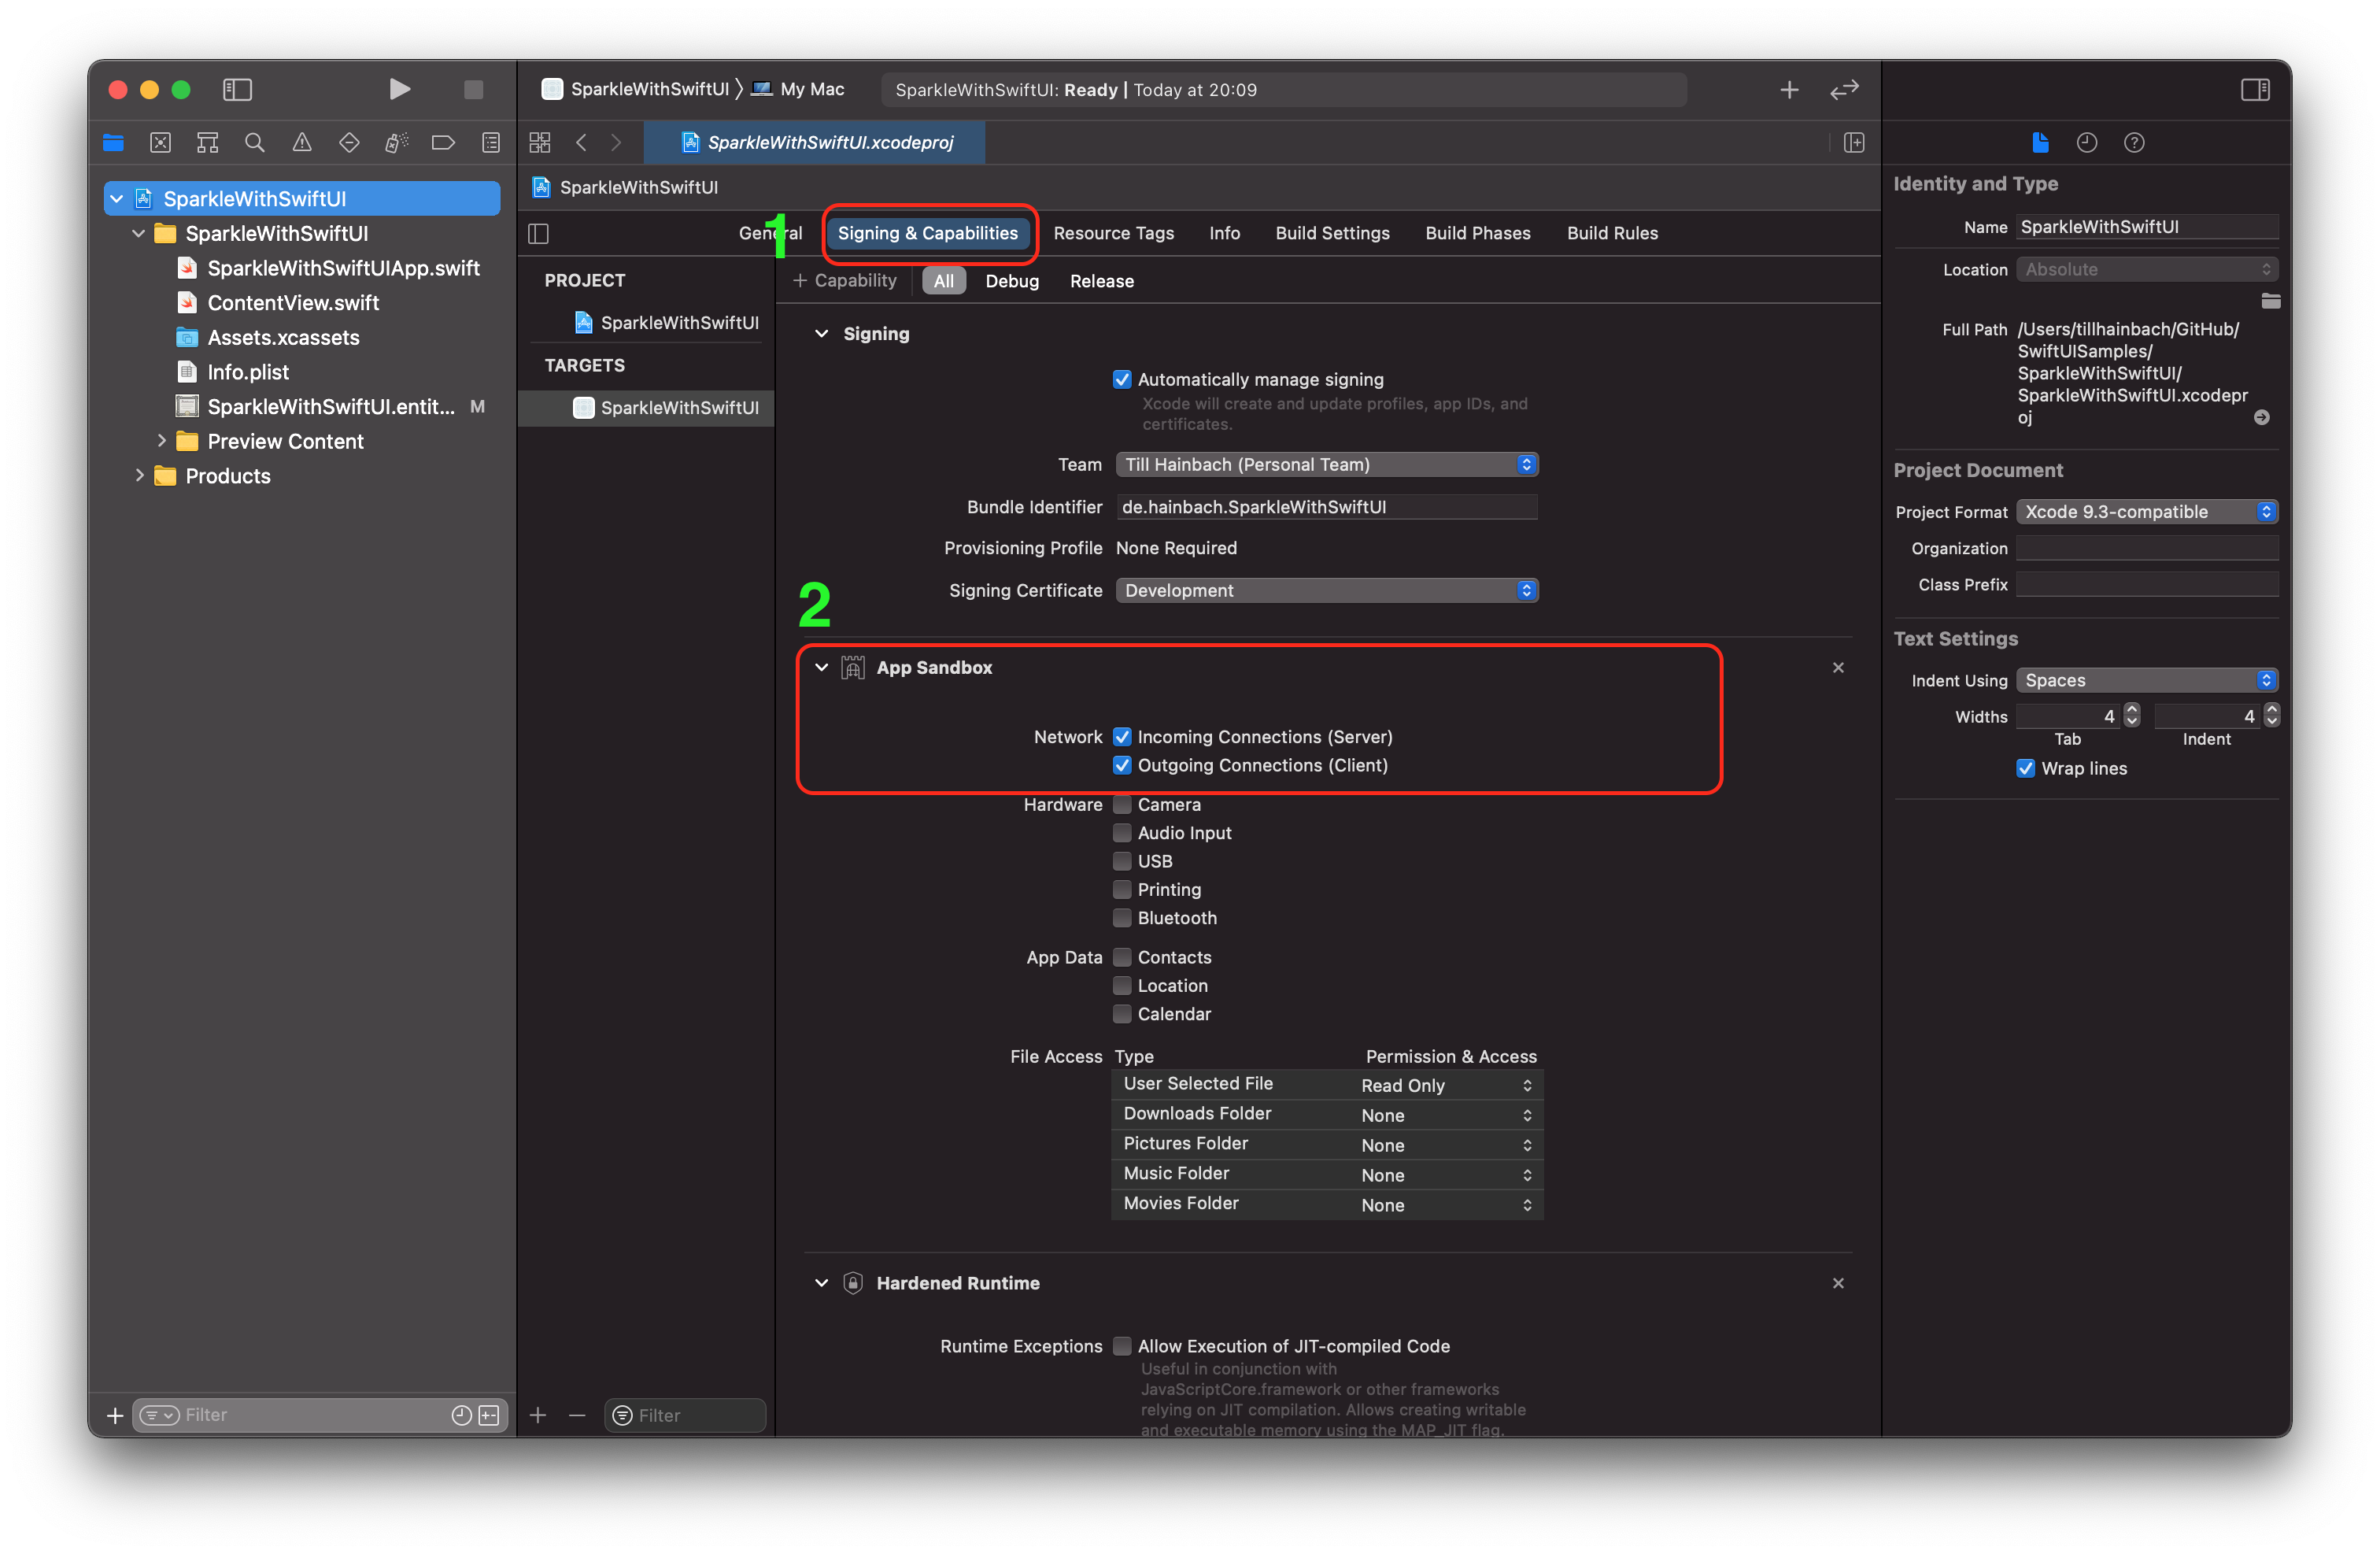 SparkleWithSwiftUI 〉 My Mac
SparkleWithSwiftUI: Ready | Today at 20:09
SparkleWithSwiftUI.xcodeproj
SparkleWithSwiftUI
SparkleWithSwiftUI
SparkleWithSwiftUIApp.swift
ContentView.swift
Assets.xcassets
Info.plist
SparkleWithSwiftUI.entit... M
Preview Content
Products
Filter
SparkleWithSwiftUI
1
General Signing & Capabilities Resource Tags Info Build Settings Build Phases Build Rules
PROJECT
SparkleWithSwiftUI
TARGETS
SparkleWithSwiftUI
Filter
+ Capability All Debug Release
Signing
Automatically manage signing
Xcode will create and update profiles, app IDs, and
certificates.
Team Till Hainbach (Personal Team)
Bundle Identifier de.hainbach.SparkleWithSwiftUI
Provisioning Profile None Required
Signing Certificate Development
2
App Sandbox
Network Incoming Connections (Server)
Outgoing Connections (Client)
Hardware Camera
Audio Input
USB
Printing
Bluetooth
App Data Contacts
Location
Calendar
File Access Type Permission & Access
User Selected File Read Only
Downloads Folder None
Pictures Folder None
Music Folder None
Movies Folder None
Hardened Runtime
Runtime Exceptions Allow Execution of JIT-compiled Code
Useful in conjunction with
JavaScriptCore.framework or other frameworks
relying on JIT compilation. Allows creating writable
and executable memory using the MAP_JIT flag.
Identity and Type
Name SparkleWithSwiftUI
Location Absolute
Full Path /Users/tillhainbach/GitHub/
SwiftUISamples/
SparkleWithSwiftUI/
SparkleWithSwiftUI.xcodepr
oj
Project Document
Project Format Xcode 9.3-compatible
Organization
Class Prefix
Text Settings
Indent Using Spaces
Widths 4 4
Tab Indent
Wrap lines